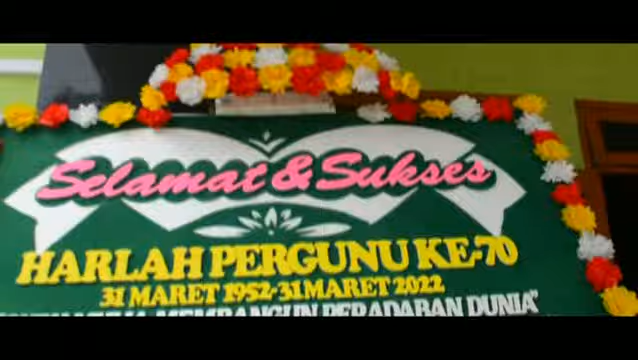 Selamat & Sukses
HARLAH PERGUNU KE-70
31 MARET 1952-31 MARET 2022
MEMBANGUN PERADABAN DUNIA"